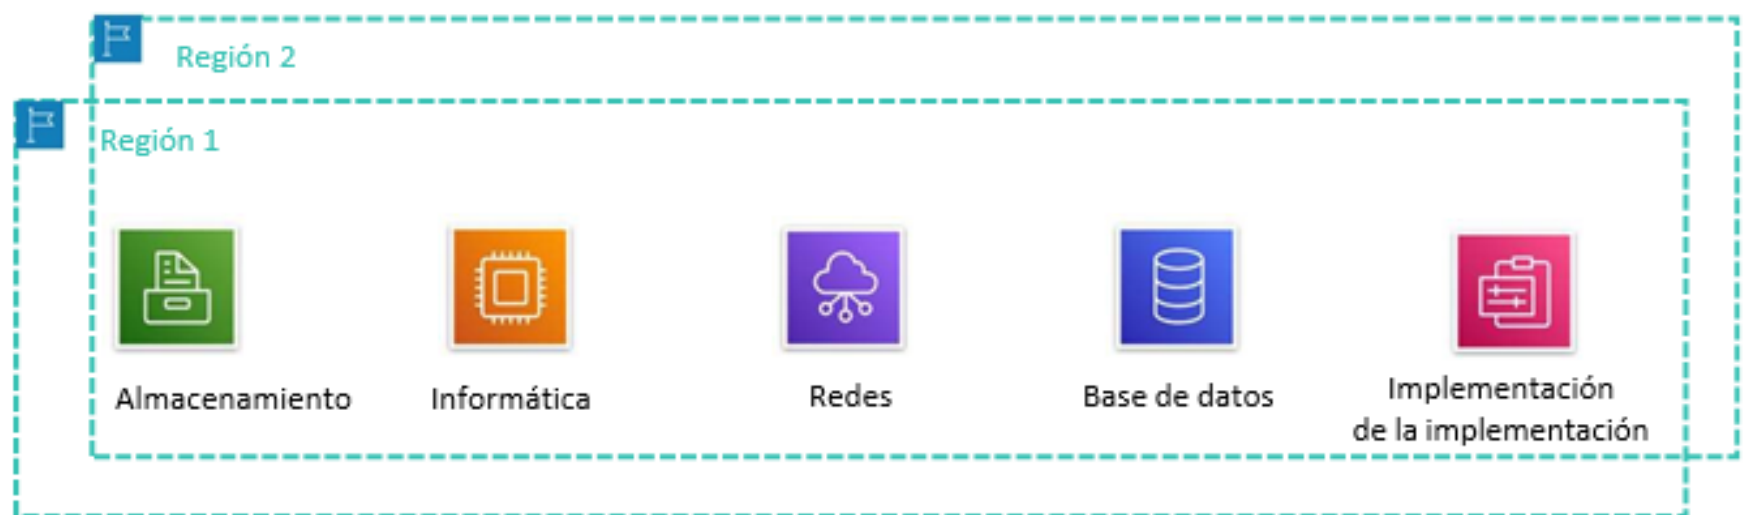 Región 2
Región 1
Almacenamiento
Informática
Redes
Base de datos
Implementación
de la implementación